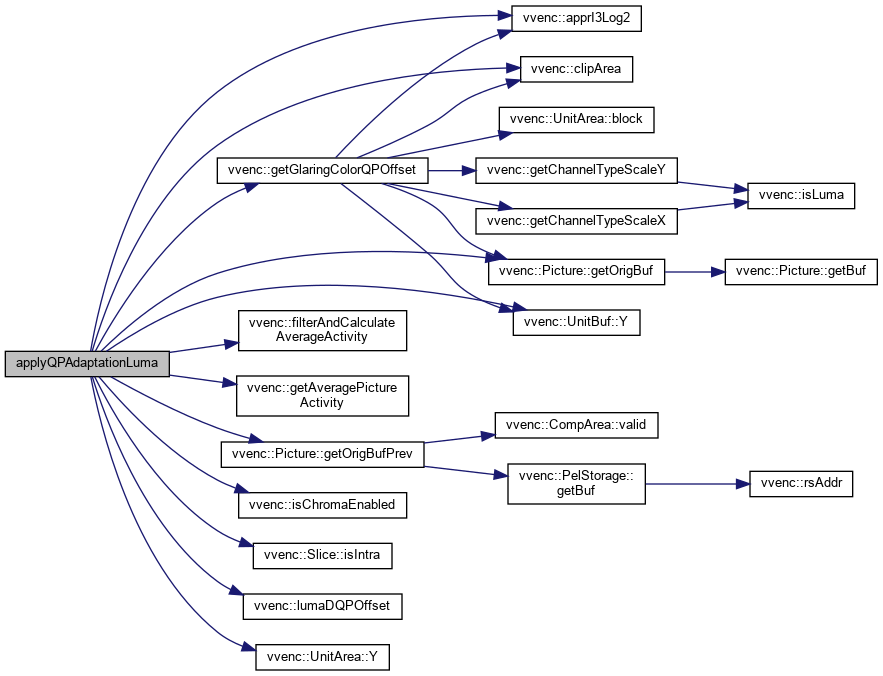 vvenc::apprI3Log2
vvenc::clipArea
vvenc::UnitArea::block
vvenc::getGlaringColorQPOffset
vvenc::getChannelTypeScaleY
vvenc::isLuma
vvenc::getChannelTypeScaleX
vvenc::Picture::getOrigBuf
vvenc::Picture::getBuf
vvenc::UnitBuf::Y
vvenc::filterAndCalculate
AverageActivity
applyQPAdaptationLuma
vvenc::getAveragePicture
Activity
vvenc::CompArea::valid
vvenc::Picture::getOrigBufPrev
vvenc::PelStorage::
getBuf
vvenc::rsAddr
vvenc::isChromaEnabled
vvenc::Slice::isIntra
vvenc::lumaDQPOffset
vvenc::UnitArea::Y